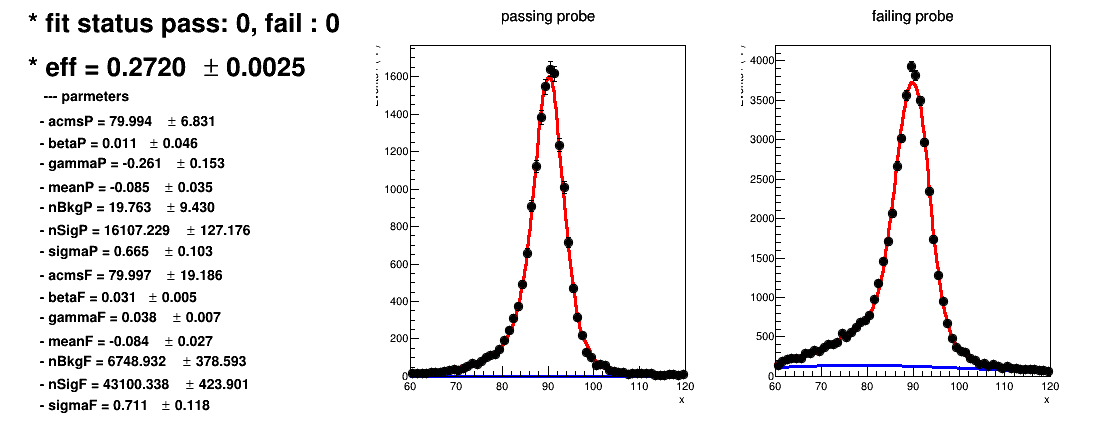 * fit status pass: 0, fail : 0
* eff = 0.2720 ± 0.0025
--- parmeters
- acmsP = 79.994 ± 6.831
- betaP = 0.011 ± 0.046
- gammaP = -0.261 ± 0.153
- meanP = -0.085 ± 0.035
- nBkgP = 19.763 ± 9.430
- nSigP = 16107.229 ± 127.176
- sigmaP = 0.665 ± 0.103
- acmsF = 79.997 ± 19.186
- betaF = 0.031 ± 0.005
- gammaF = 0.038 ± 0.007
- meanF = -0.084 ± 0.027
- nBkgF = 6748.932 ± 378.593
- nSigF = 43100.338 ± 423.901
- sigmaF = 0.711 ± 0.118
passing probe
1600
1400
1200
1000
800
600
400
200
0
60 70 80 90 100 110 120
x
failing probe
4000
3500
3000
2500
2000
1500
1000
500
0
60 70 80 90 100 110 120
x